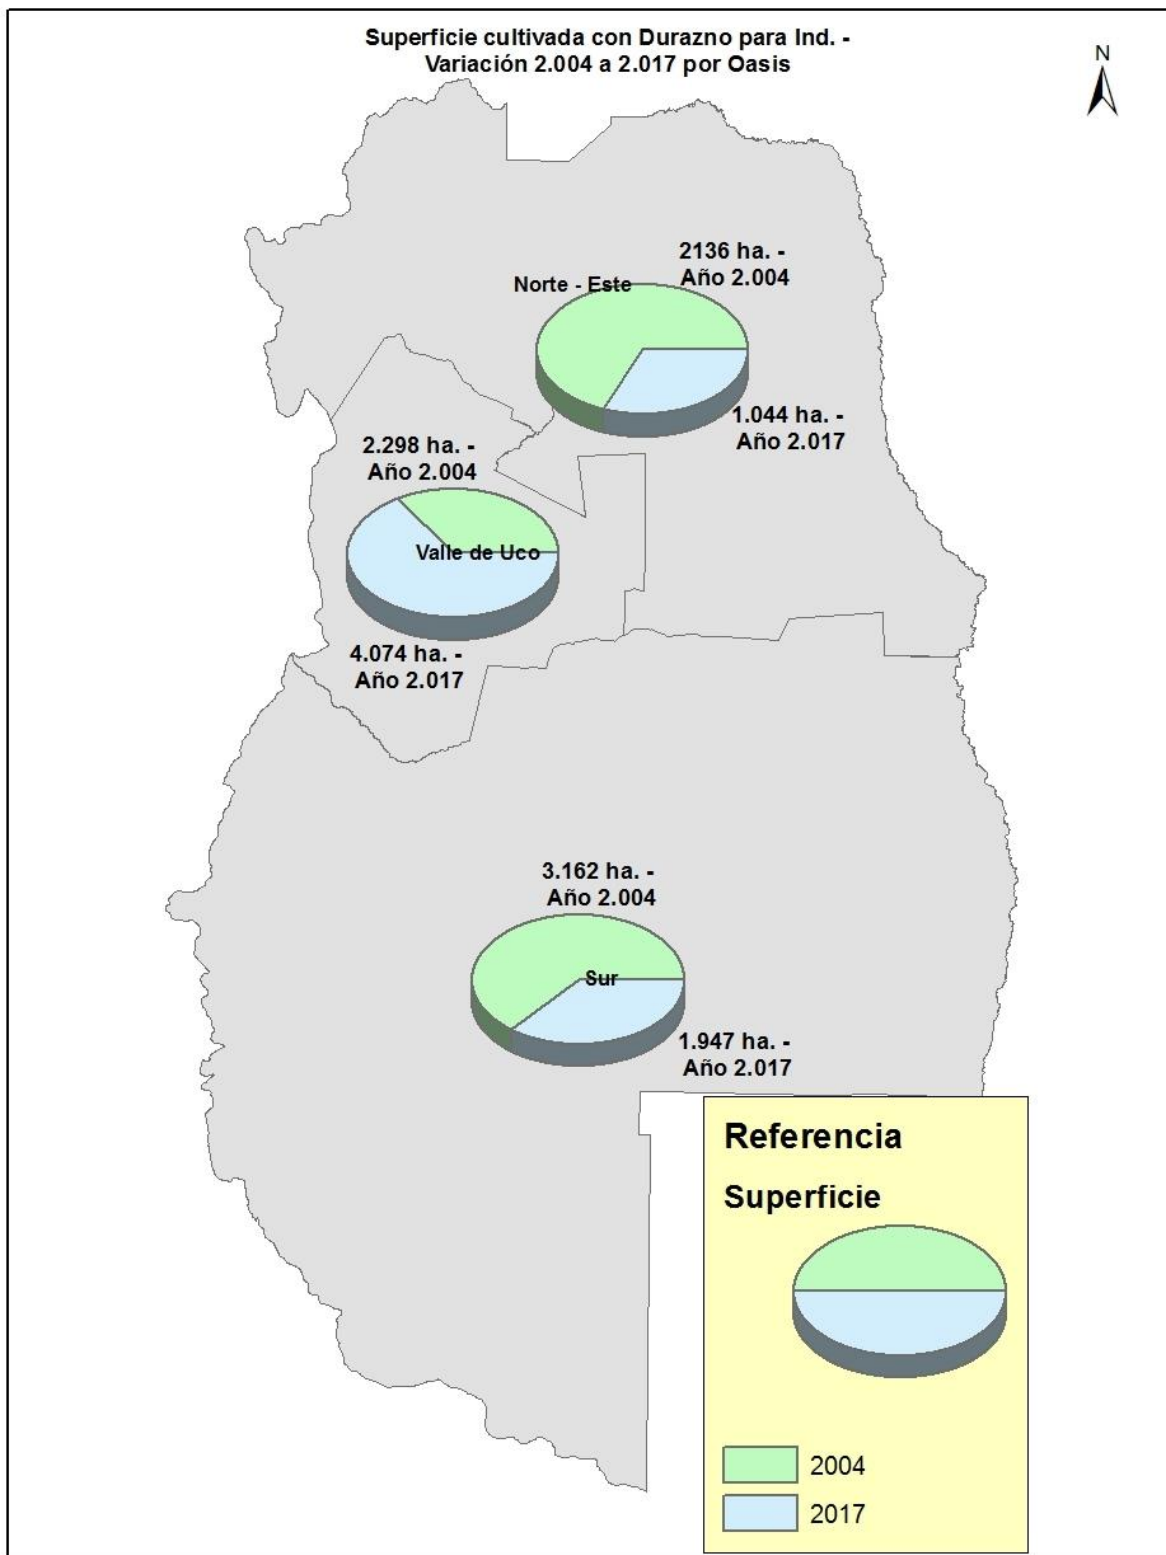 Superficie cultivada con Durazno para Ind. -
Variación 2.004 a 2.017 por Oasis
N
2136 ha. -
Año 2.004
Norte - Este
1.044 ha. -
Año 2.017
2.298 ha. -
Año 2.004
Valle de Uco
4.074 ha. -
Año 2.017
3.162 ha. -
Año 2.004
Sur
1.947 ha. -
Año 2.017
Referencia
Superficie
2004
2017